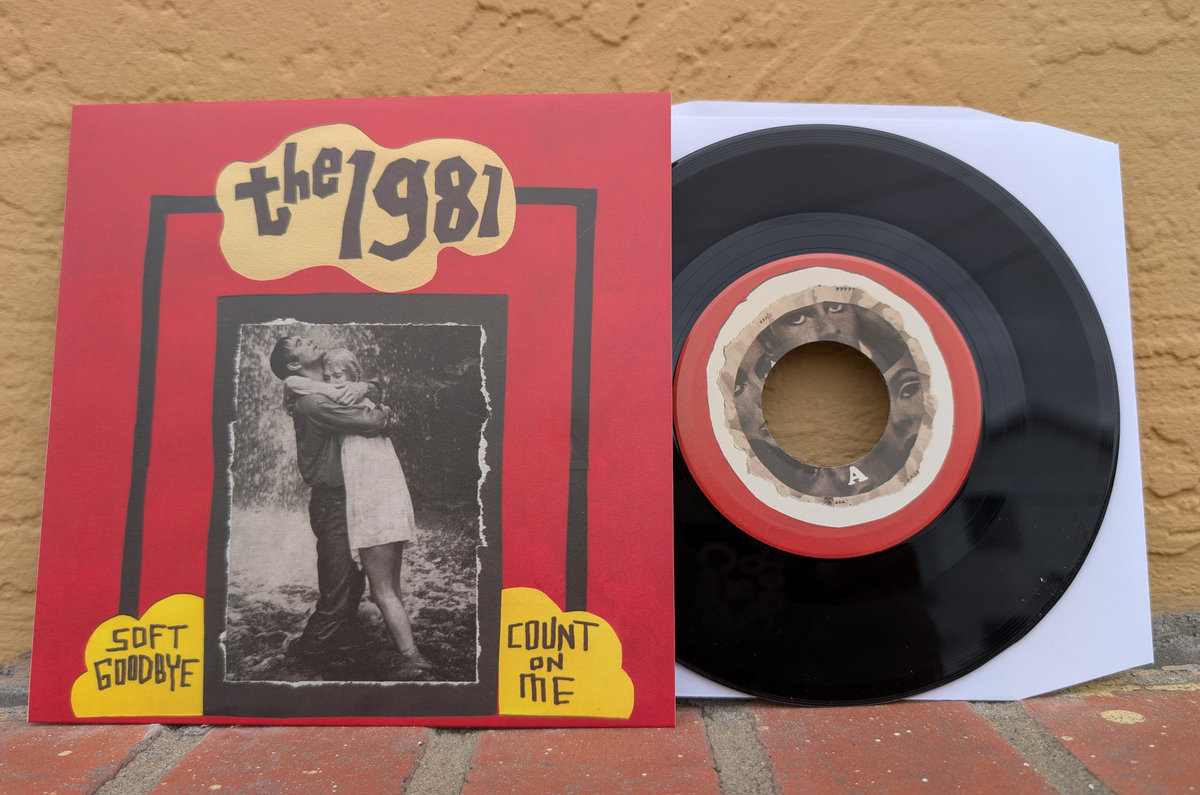 the 1981
SOFT
GOODBYE
COUNT
ON
ME
A